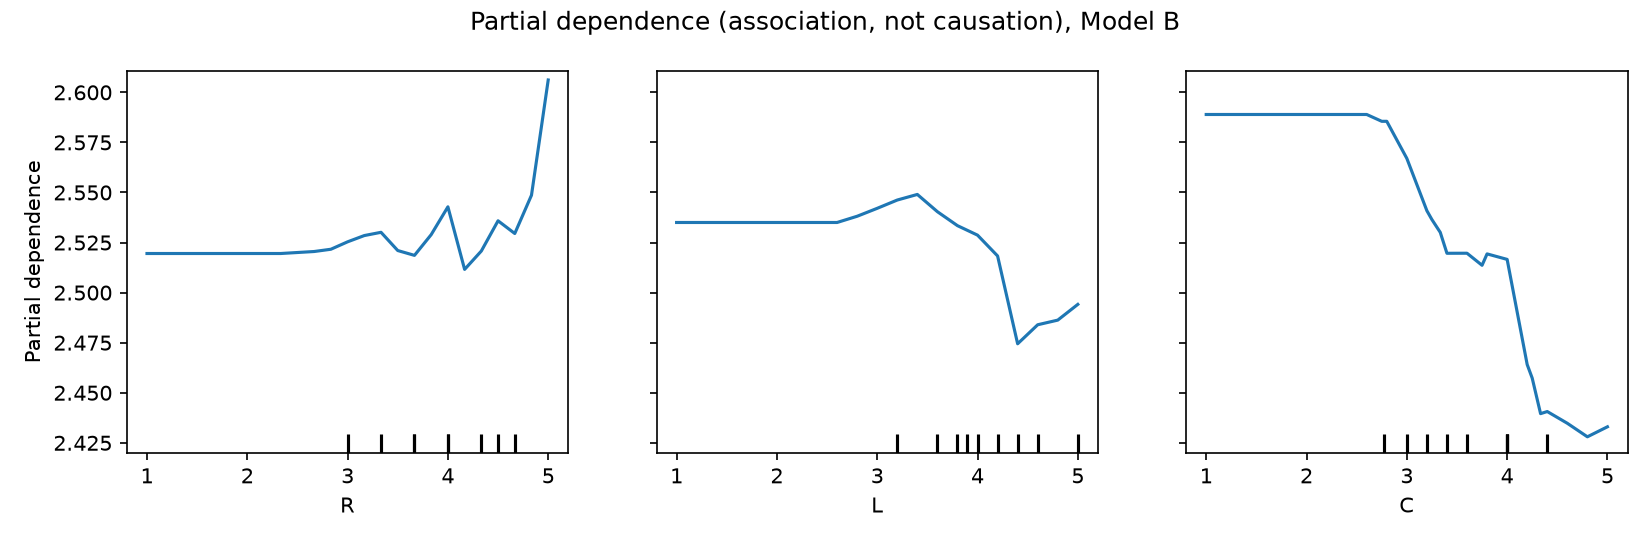 Partial dependence (association, not causation), Model B
Partial dependence
2.600
2.575
2.550
2.525
2.500
2.475
2.450
2.425
1 2 3 4 5
R
1 2 3 4 5
L
1 2 3 4 5
C